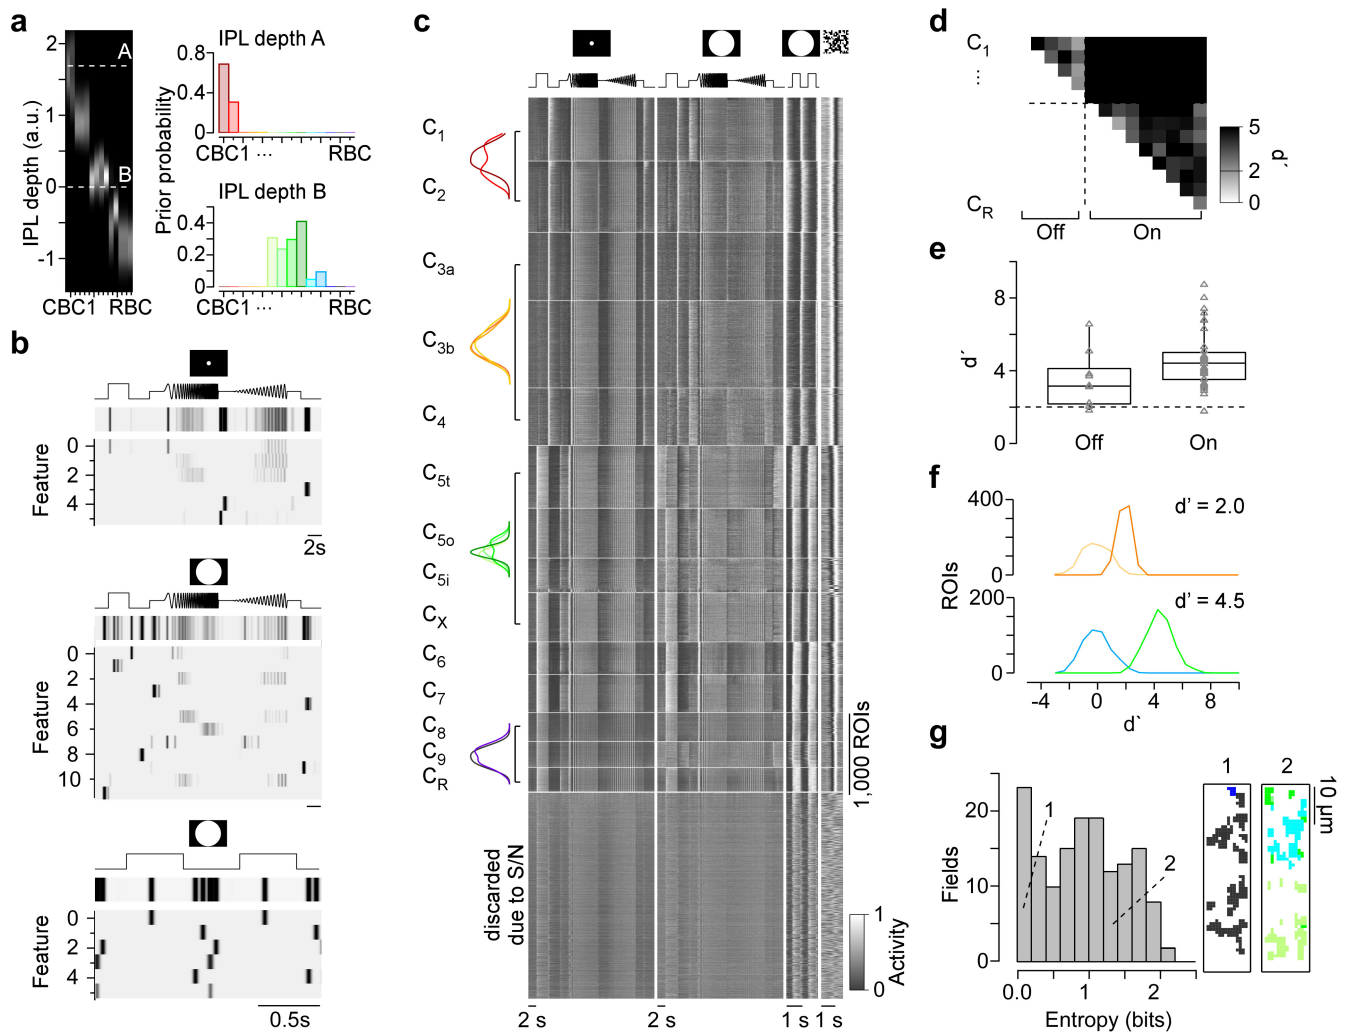 a
2
1
0
-1
IPL depth (a.u.)
A
B
CBC1
RBC
IPL depth A
0.8
0.4
0
CBC1 ...
RBC
Prior probability
IPL depth B
0.4
0.2
0
CBC1 ...
RBC
b
Feature
0
2
4
2s
Feature
0
2
4
6
8
10
Feature
0
2
4
0.5s
c
C1
C2
C3a
C3b
C4
C5t
C5o
C5i
CX
C6
C7
C8
C9
CR
discarded
due to S/N
1,000 ROIs
1
0
Activity
2 s
2 s
1 s
1 s
d
C1
...
CR
Off
On
5
2
0
d´
e
8
4
0
d´
Off
On
f
400
0
d' = 2.0
200
0
d' = 4.5
ROIs
-4
0
4
8
d`
g
20
10
0
Fields
1
2
0.0
1
2
Entropy (bits)
1
2
10 µm